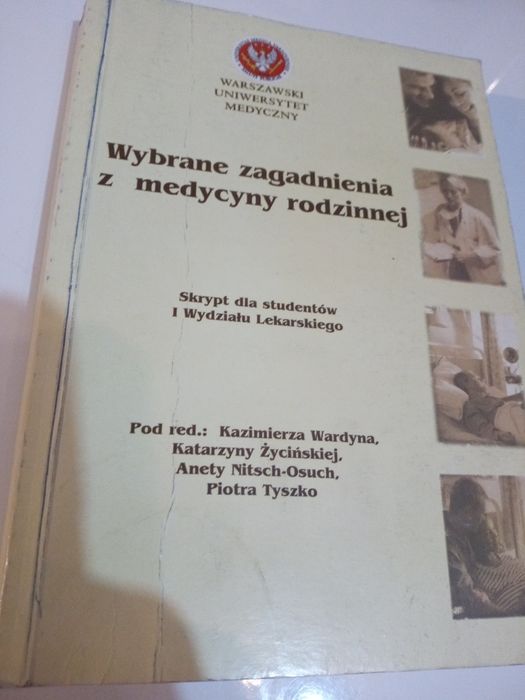 WARSZAWSKI
UNIWERSYTET
MEDYCZNY
Wybrane zagadnienia
z medycyny rodzinnej
Skrypt dla studentów
I Wydziału Lekarskiego
Pod red.: Kazimierza Wardyna,
Katarzyny Życińskiej,
Anety Nitsch-Osuch,
Piotra Tyszko